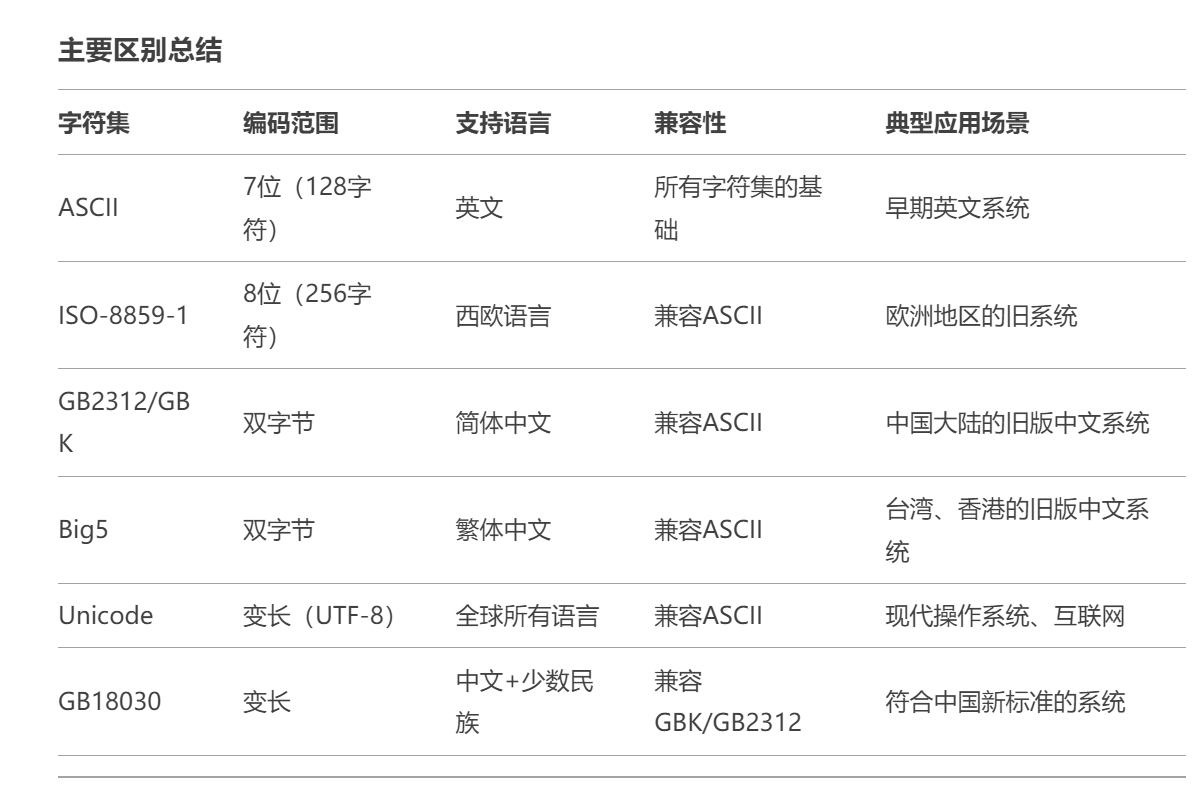 主要区别总结
字符集 编码范围 支持语言 兼容性 典型应用场景
ASCII 7位（128字符） 英文 所有字符集的基础 早期英文系统
ISO-8859-1 8位（256字符） 西欧语言 兼容ASCII 欧洲地区的旧系统
GB2312/GBK 双字节 简体中文 兼容ASCII 中国大陆的旧版中文系统
Big5 双字节 繁体中文 兼容ASCII 台湾、香港的旧版中文系统
Unicode 变长（UTF-8） 全球所有语言 兼容ASCII 现代操作系统、互联网
GB18030 变长 中文+少数民族 兼容GBK/GB2312 符合中国新标准的系统